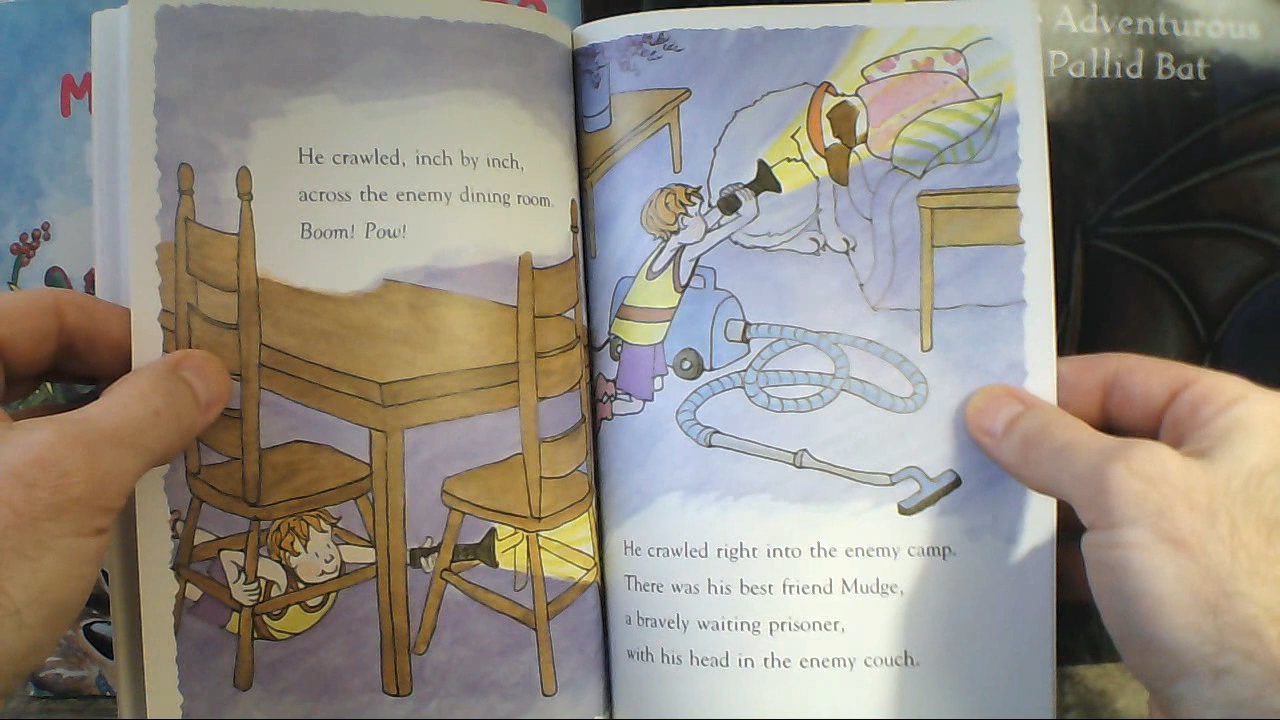 M
Adventurous
Pallid Bat
He crawled, inch by inch,
across the enemy dining room.
Boom! Pow!
He crawled right into the enemy camp.
There was his best friend Mudge,
a bravely waiting prisoner,
with his head in the enemy couch.